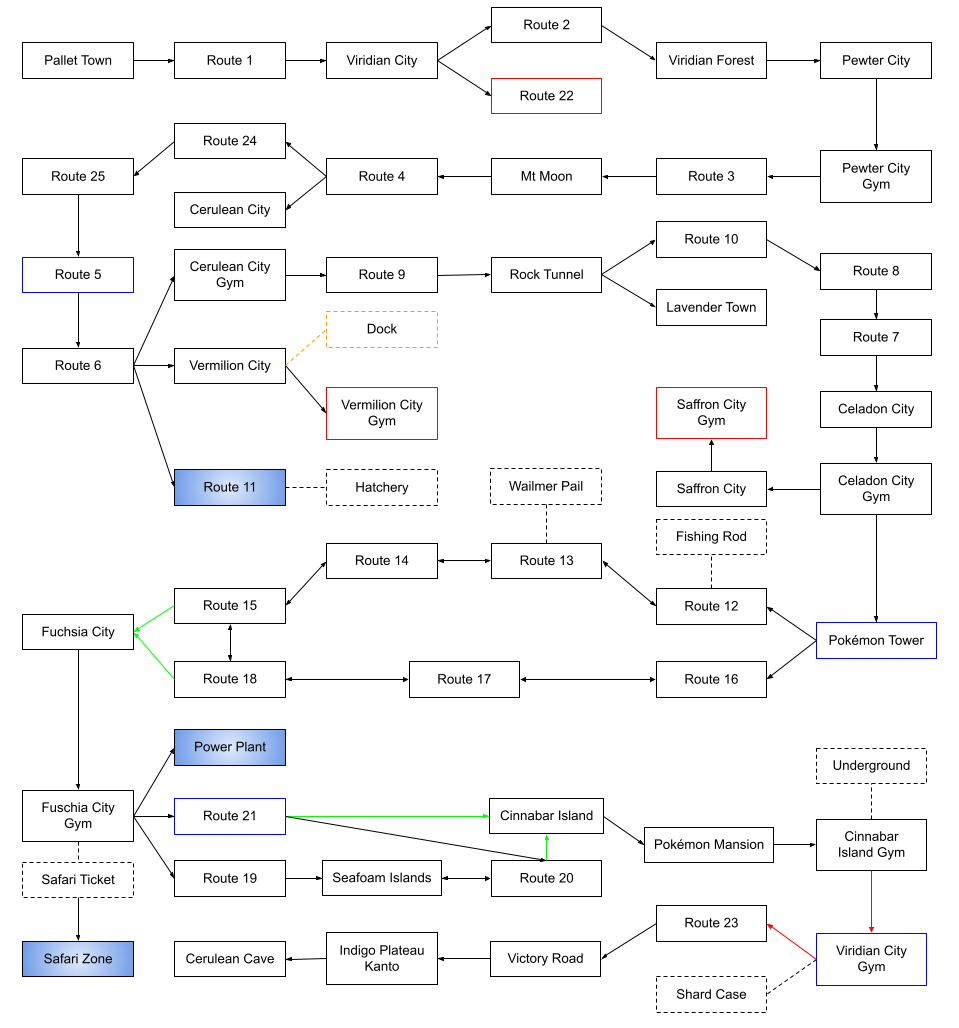 Route 2
Pallet Town
Route 1
Viridian City
Viridian Forest
Pewter City
Route 22
Route 24
Route 25
Route 4
Mt Moon
Route 3
Pewter City
Gym
Cerulean City
Route 10
Route 5
Cerulean City
Gym
Route 9
Rock Tunnel
Route 8
Lavender Town
Dock
Route 7
Route 6
Vermilion City
Vermilion City
Gym
Saffron City
Gym
Celadon City
Route 11
Hatchery
Wailmer Pail
Saffron City
Celadon City
Gym
Fishing Rod
Route 14
Route 13
Route 15
Route 12
Fuchsia City
Pokémon Tower
Route 18
Route 17
Route 16
Power Plant
Underground
Fuschia City
Gym
Route 21
Cinnabar Island
Pokémon Mansion
Cinnabar
Island Gym
Safari Ticket
Route 19
Seafoam Islands
Route 20
Route 23
Safari Zone
Cerulean Cave
Indigo Plateau
Kanto
Victory Road
Viridian City
Gym
Shard Case